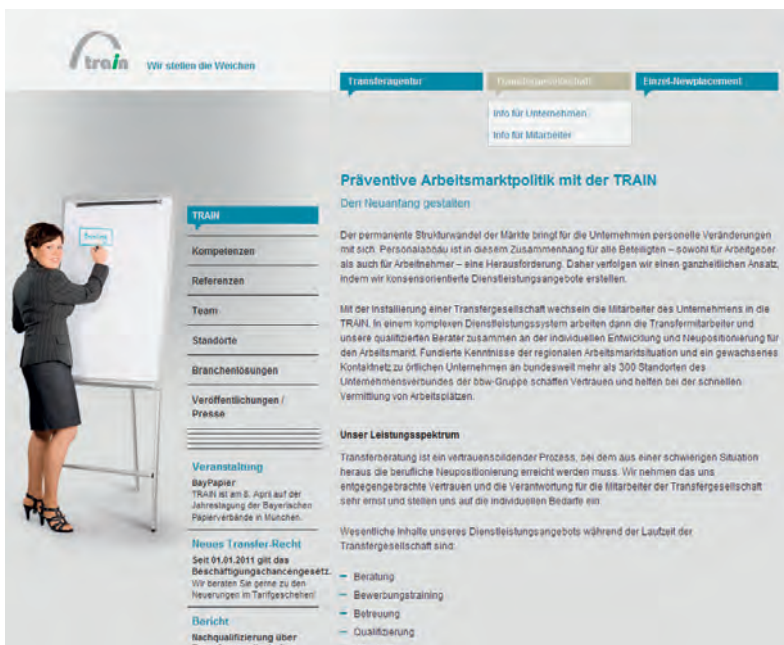 train
Wir stellen die Weichen
Transferagentur
Transfergesellschaft
Einzel-Newplacement
Info für Unternehmen
Info für Mitarbeiter
Training
TRAIN
Kompetenzen
Referenzen
Team
Standorte
Branchenlösungen
Veröffentlichungen /
Presse
Veranstaltung
BayPapier
TRAIN ist am 8. April auf der
Jahrestagung der Bayerischen
Papierverbände in München.
Neues Transfer-Recht
Seit 01.01.2011 gilt das
Beschäftigungschancengesetz.
Wir beraten Sie gerne zu den
Neuerungen im Tarifgeschehen!
Bericht
Nachqualifizierung über
Präventive Arbeitsmarktpolitik mit der TRAIN
Den Neuanfang gestalten
Der permanente Strukturwandel der Märkte bringt für die Unternehmen personelle Veränderungen
mit sich. Personalabbau ist in diesem Zusammenhang für alle Beteiligten – sowohl für Arbeitgeber
als auch für Arbeitnehmer – eine Herausforderung. Daher verfolgen wir einen ganzheitlichen Ansatz,
indem wir konsensorientierte Dienstleistungsangebote erstellen.
Mit der Installierung einer Transfergesellschaft wechseln die Mitarbeiter des Unternehmens in die
TRAIN. In einem komplexen Dienstleistungssystem arbeiten dann die Transfermitarbeiter und
unsere qualifizierten Berater zusammen an der individuellen Entwicklung und Neupositionierung für
den Arbeitsmarkt. Fundierte Kenntnisse der regionalen Arbeitsmarktsituation und ein gewachsenes
Kontaktnetz zu örtlichen Unternehmen an bundesweit mehr als 300 Standorten des
Unternehmensverbundes der bbw-Gruppe schaffen Vertrauen und helfen bei der schnellen
Vermittlung von Arbeitsplätzen.
Unser Leistungsspektrum
Transferberatung ist ein vertrauensbildender Prozess, bei dem aus einer schwierigen Situation
heraus die berufliche Neupositionierung erreicht werden muss. Wir nehmen das uns
entgegengebrachte Vertrauen und die Verantwortung für die Mitarbeiter der Transfergesellschaft
sehr ernst und stellen uns auf die individuellen Bedarfe ein.
Wesentliche Inhalte unseres Dienstleistungsangebots während der Laufzeit der
Transfergesellschaft sind:
– Beratung
– Bewerbungstraining
– Betreuung
– Qualifizierung